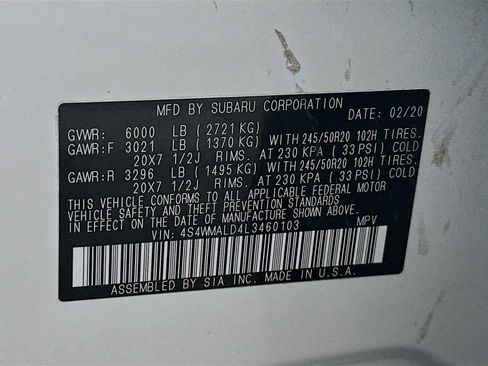 MFD BY SUBARU CORPORATION
DATE: 02/20
GVWR: 6000 LB ( 2721 KG)
GAWR:F 3021 LB ( 1370 KG) WITH 245/50R20 102H TIRES.
20X7 1/2J RIMS. AT 230 KPA ( 33 PSI) COLD
GAWR:R 3296 LB ( 1495 KG) WITH 245/50R20 102H TIRES.
20X7 1/2J RIMS. AT 230 KPA ( 33 PSI) COLD
THIS VEHICLE CONFORMS TO ALL APPLICABLE FEDERAL MOTOR
VEHICLE SAFETY AND THEFT PREVENTION STANDARDS
IN EFFECT ON THE DATE OF MANUFACTURE SHOWN ABOVE.
VIN: 4S4WMALD4L3460103 MPV
ASSEMBLED BY SIA INC. MADE IN U.S.A.